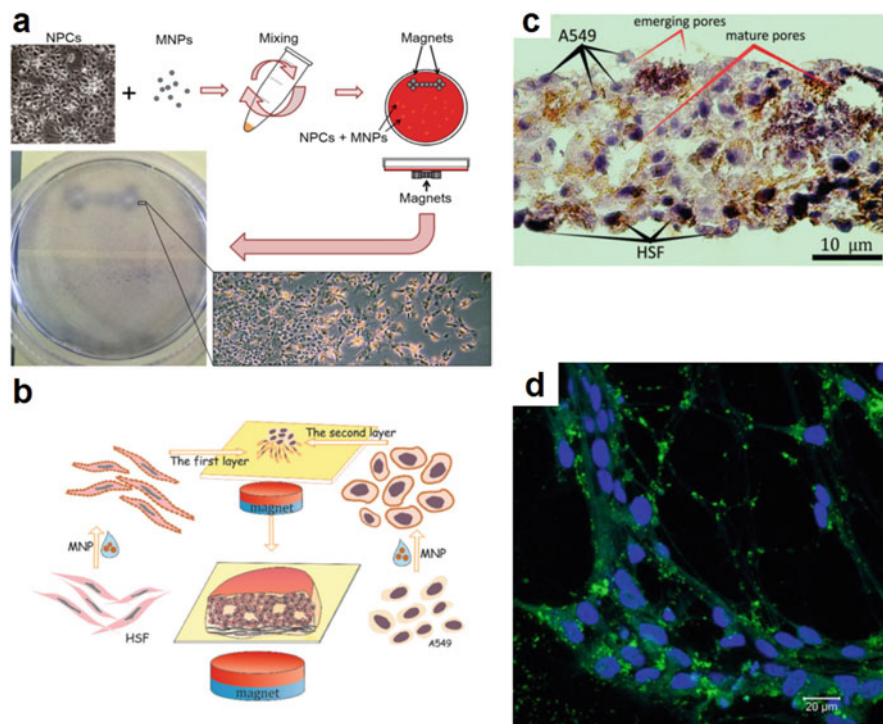 a
NPCs
MNPs
Mixing
Magnets
+
NPCs + MNPs
Magnets
b
The first layer
The second layer
magnet
MNP
MNP
HSF
A549
magnet
c
emerging pores
mature pores
A549
HSF
10 μm
d
20 μm